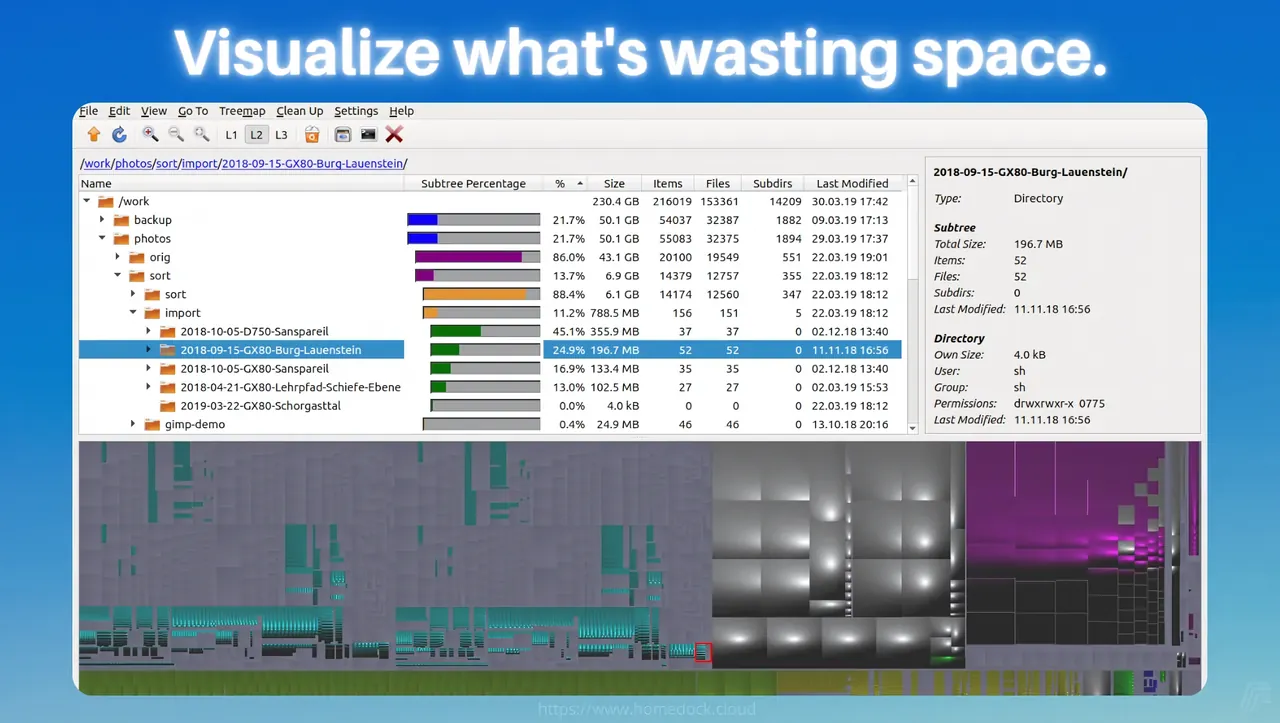 Visualize what's wasting space.
File Edit View Go To Treemap Clean Up Settings Help
L1 L2 L3
/work/photos/sort/import/2018-09-15-GX80-Burg-Lauenstein/
Name Subtree Percentage % Size Items Files Subdirs Last Modified
/work 230.4 GB 216019 153361 14209 30.03.19 17:42
backup 21.7% 50.1 GB 54037 32387 1882 09.03.19 17:13
photos 21.7% 50.1 GB 55083 32375 1894 29.03.19 17:37
orig 86.0% 43.1 GB 20100 19549 551 22.03.19 19:01
sort 13.7% 6.9 GB 14379 12757 355 22.03.19 18:12
sort 88.4% 6.1 GB 14174 12560 347 22.03.19 18:12
import 11.2% 788.5 MB 156 151 5 22.03.19 18:12
2018-10-05-D750-Sanspareil 45.1% 355.9 MB 37 37 0 02.12.18 13:40
2018-09-15-GX80-Burg-Lauenstein 24.9% 196.7 MB 52 52 0 11.11.18 16:56
2018-10-05-GX80-Sanspareil 16.9% 133.4 MB 35 35 0 02.12.18 13:40
2018-04-21-GX80-Lehrpfad-Schiefe-Ebene 13.0% 102.5 MB 27 27 0 02.03.19 15:53
2019-03-22-GX80-Schorgasttal 0.0% 4.0 kB 0 0 0 22.03.19 18:12
gimp-demo 0.4% 24.9 MB 46 46 0 13.10.18 20:16
2018-09-15-GX80-Burg-Lauenstein/
Type: Directory
Subtree
Total Size: 196.7 MB
Items: 52
Files: 52
Subdirs: 0
Last Modified: 11.11.18 16:56
Directory
Own Size: 4.0 kB
User: sh
Group: sh
Permissions: drwxrwxr-x 0775
Last Modified: 11.11.18 16:56
https://www.homedock.cloud